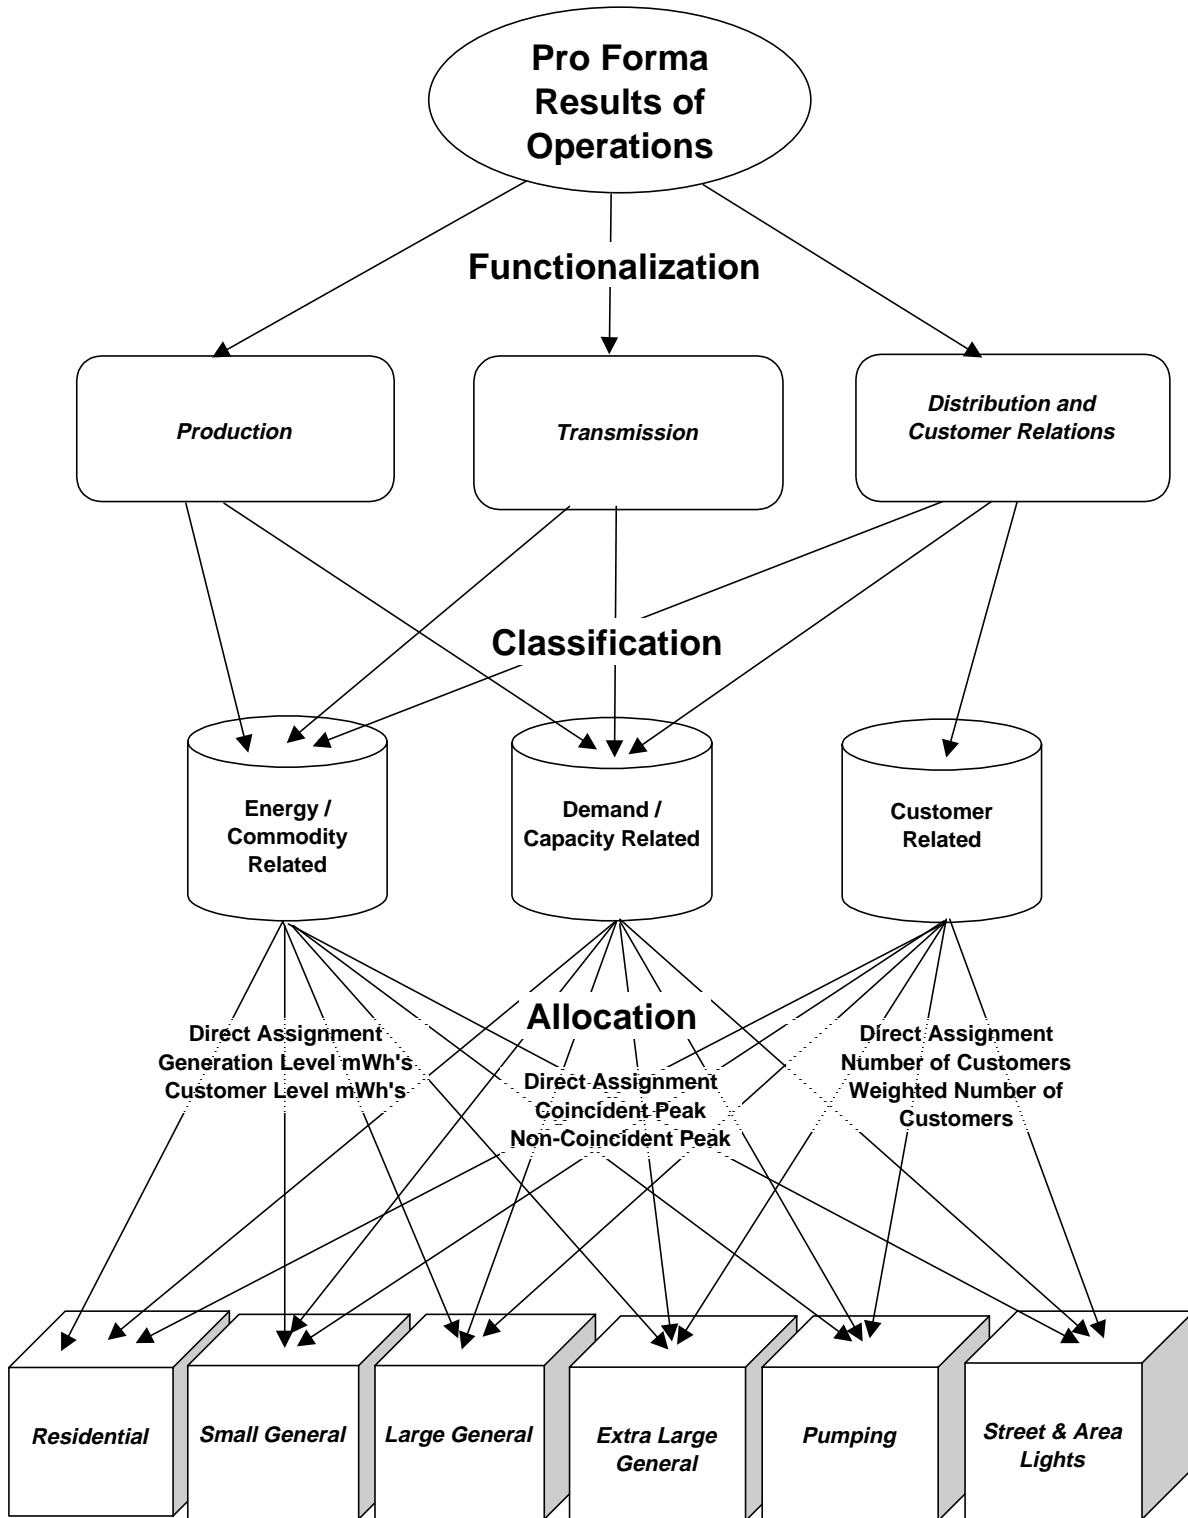 Pro Forma
Results of
Operations
Functionalization
Production
Transmission
Distribution and
Customer Relations
Classification
Energy /
Commodity
Related
Demand /
Capacity Related
Customer
Related
Allocation
Direct Assignment
Generation Level mWh's
Customer Level mWh's
Direct Assignment
Coincident Peak
Non-Coincident Peak
Direct Assignment
Number of Customers
Weighted Number of
Customers
Residential
Small General
Large General
Extra Large
General
Pumping
Street & Area
Lights